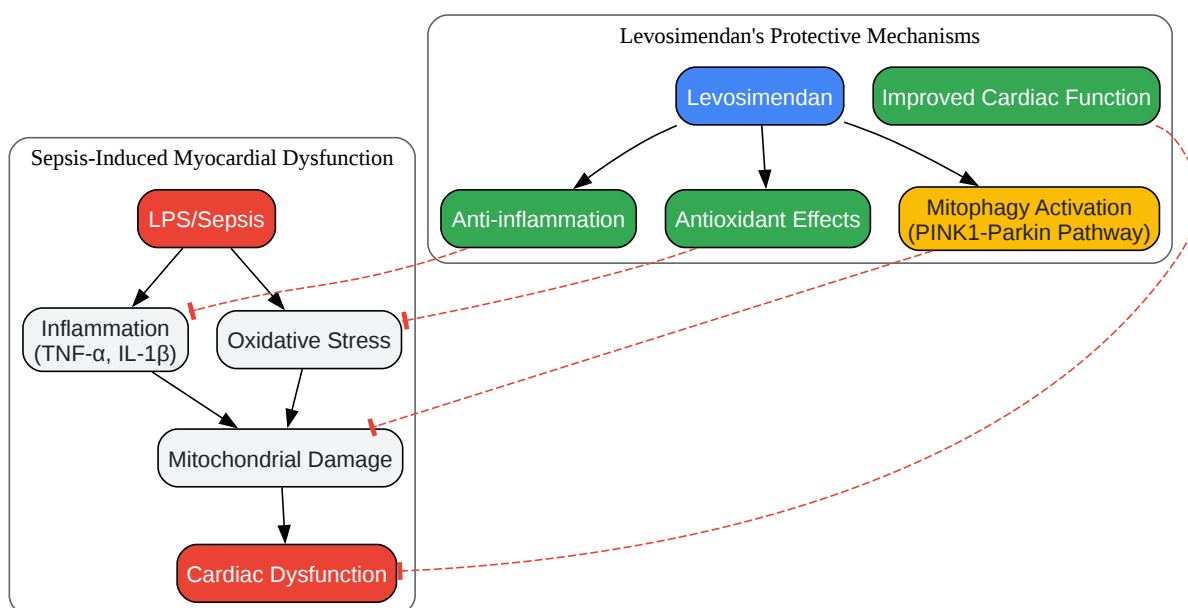 Levosimendan's Protective Mechanisms
Levosimendan
Improved Cardiac Function
Sepsis-Induced Myocardial Dysfunction
LPS/Sepsis
Anti-inflammation
Antioxidant Effects
Mitophagy Activation
(PINK1-Parkin Pathway)
Inflammation
(TNF-α, IL-1β)
Oxidative Stress
Mitochondrial Damage
Cardiac Dysfunction